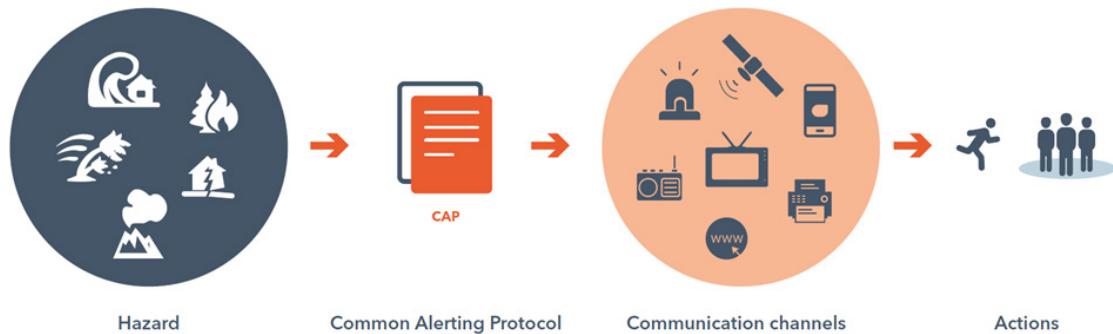 CAP
www
Hazard
Common Alerting Protocol
Communication channels
Actions